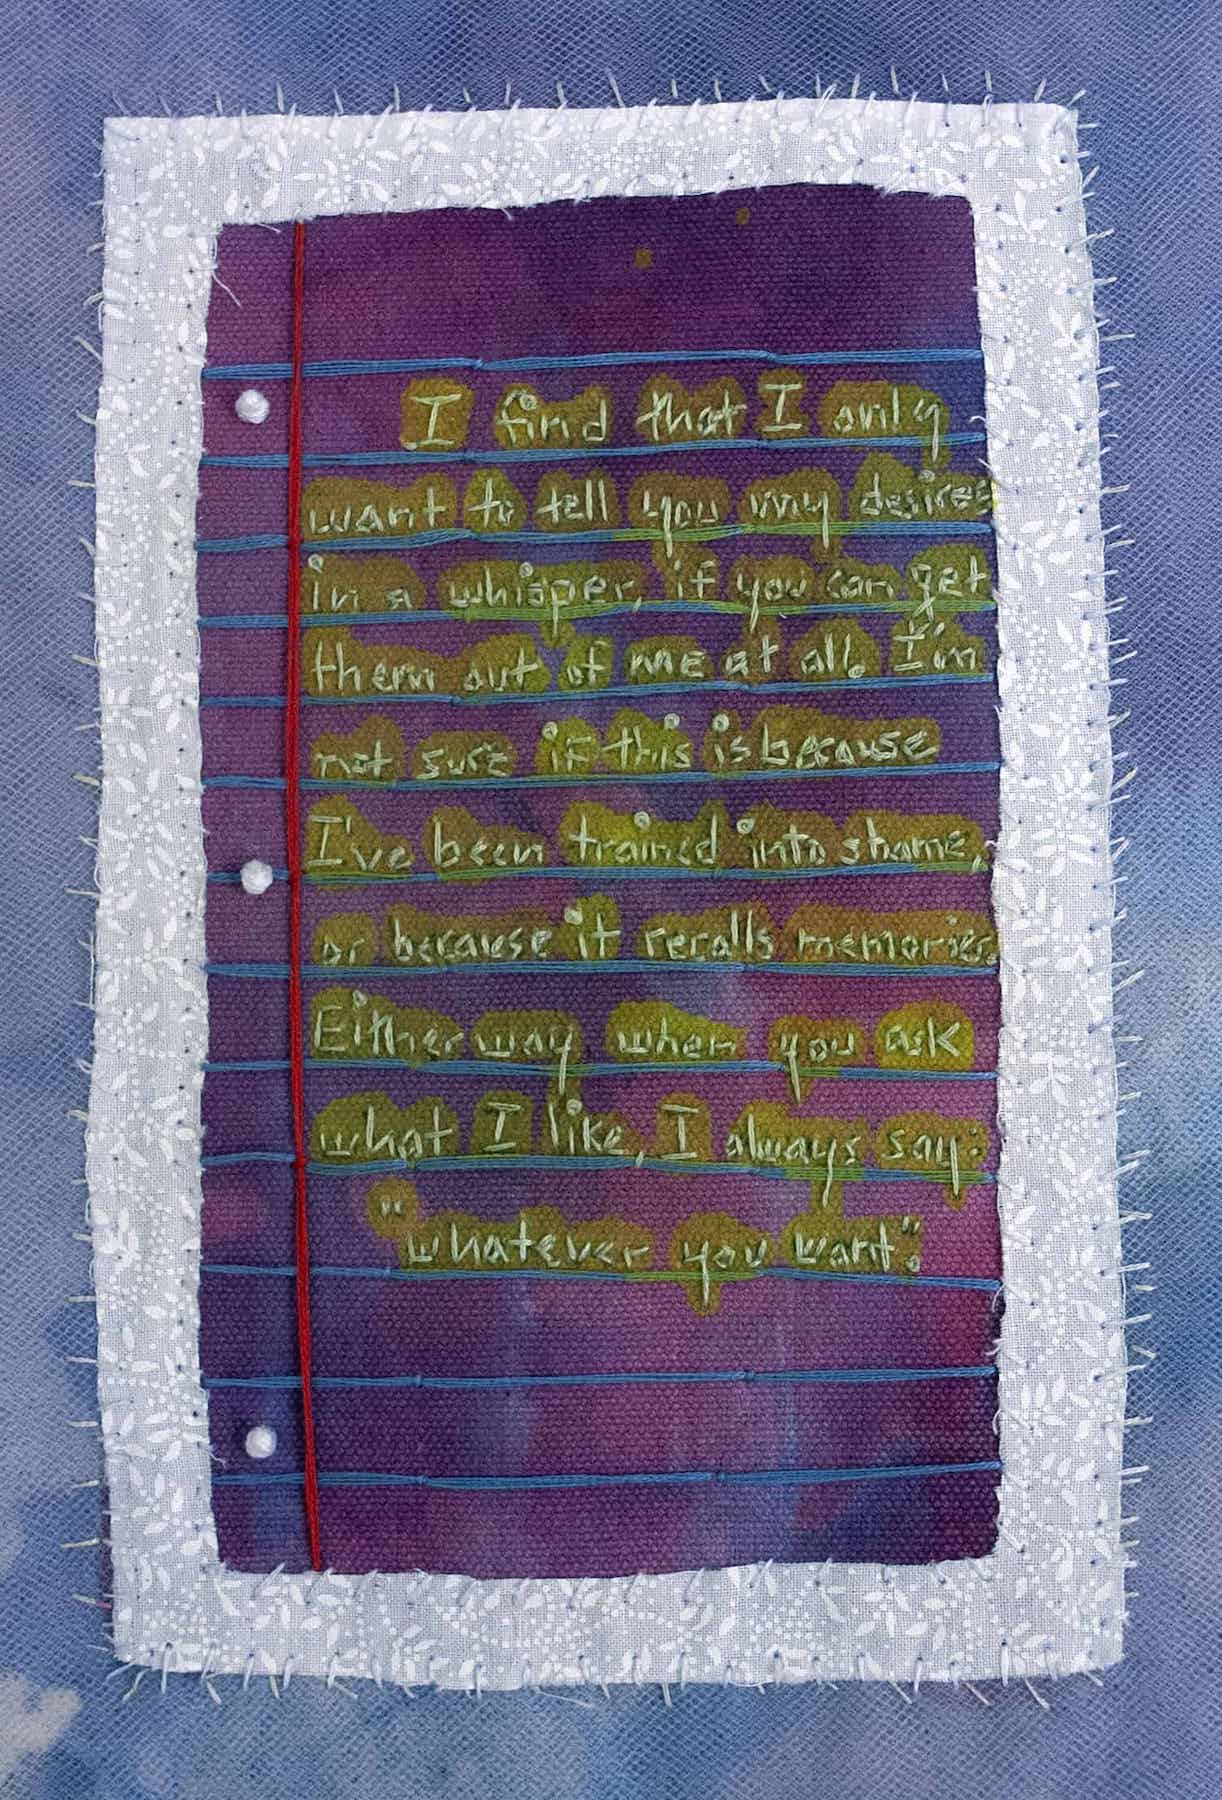 I find that I only
want to tell you my desires
in a whisper, if you can get
them out of me at all. I'm
not sure if this is because
I've been trained into shame,
or because it recalls memories.
Either way when you ask
what I like, I always say:
"whatever you want".